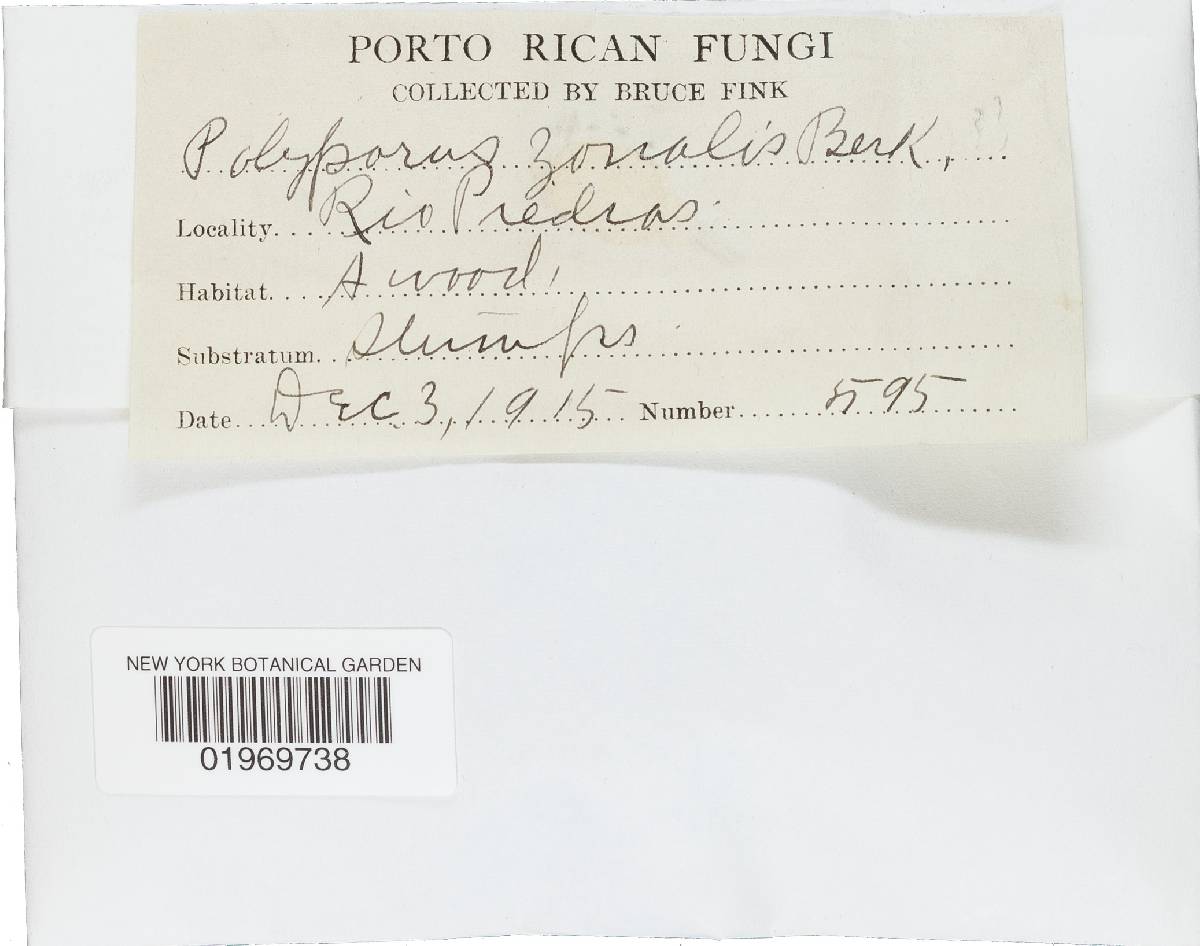 PORTO RICAN FUNGI
COLLECTED BY BRUCE FINK
Polyporus zonalis Berk,
Locality. Rio Piedras.
Habitat. A wood.
Substratum. Stumps.
Date Dec. 3, 1915 Number 595
NEW YORK BOTANICAL GARDEN
01969738